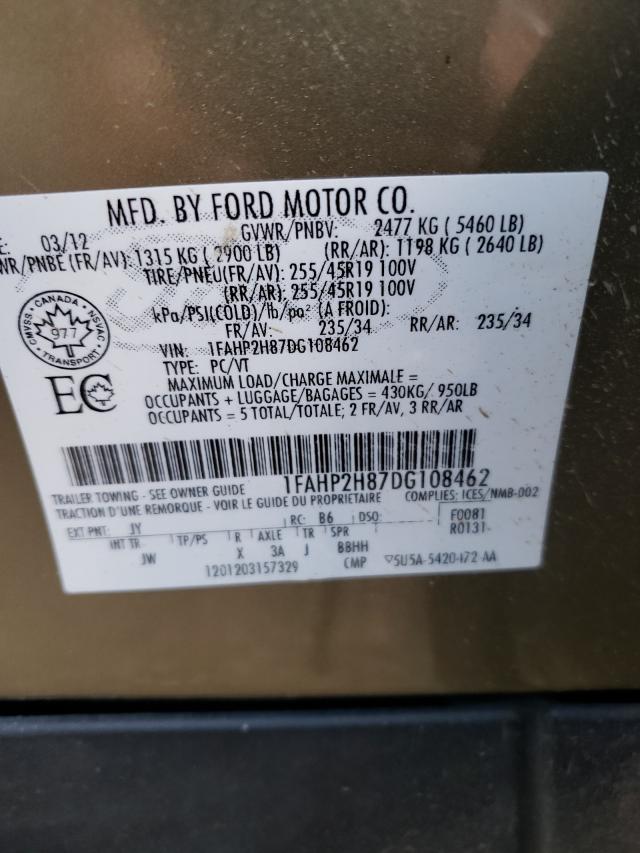 MFD. BY FORD MOTOR CO.
E: 03/12 GVWR/PNBV: 2477 KG ( 5460 LB)
WR/PNBE (FR/AV): 1315 KG ( 2900 LB) (RR/AR): 1198 KG ( 2640 LB)
TIRE/PNEU(FR/AV): 255/45R19 100V
(RR/AR): 255/45R19 100V
kPa/PSI(COLD)/lb/po² (A FROID):
FR/AV: 235/34 RR/AR: 235/34
VIN: 1FAHP2H87DG108462
TYPE: PC/VT
MAXIMUM LOAD/CHARGE MAXIMALE =
OCCUPANTS + LUGGAGE/BAGAGES = 430KG/ 950LB
OCCUPANTS = 5 TOTAL/TOTALE; 2 FR/AV, 3 RR/AR
CANADA
CMVSS 977 NSVAC
TRANSPORT
EC
1FAHP2H87DG108462
TRAILER TOWING - SEE OWNER GUIDE
TRACTION D'UNE REMORQUE - VOIR LE GUIDE DU PROPRIETAIRE COMPLIES: ICES/NMB-002
EXT PNT: JY RC: B6 DSO: F0081
INT TR TP/PS R AXLE TR SPR R0131
JW X 3A J BBHH
1201203157329 CMP